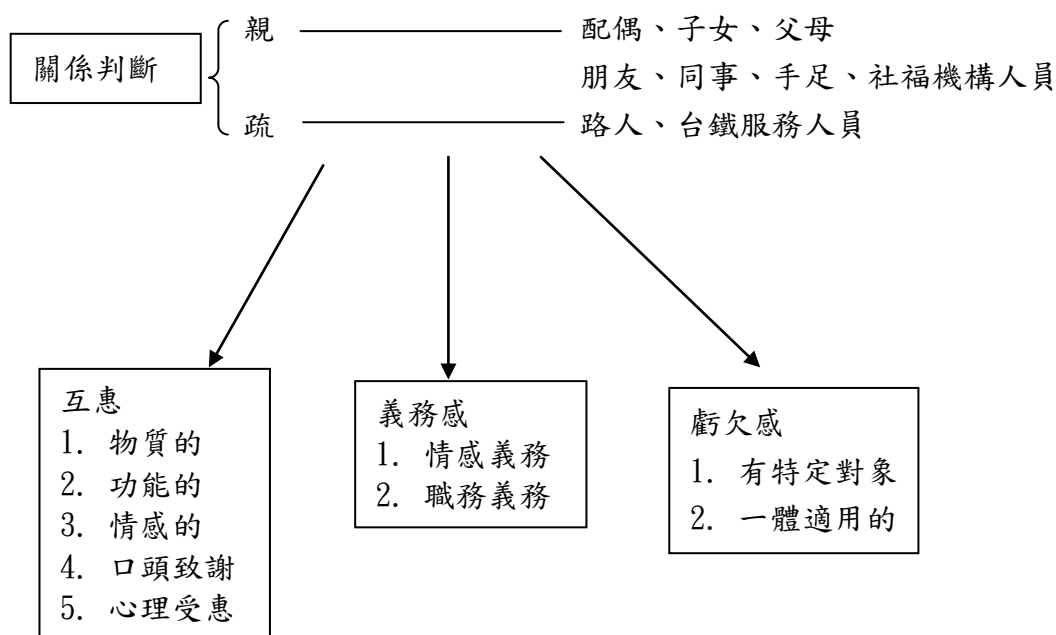 關係判斷
親
配偶、子女、父母
朋友、同事、手足、社福機構人員
疏
路人、台鐵服務人員
互惠
1. 物質的
2. 功能的
3. 情感的
4. 口頭致謝
5. 心理受惠
義務感
1. 情感義務
2. 職務義務
虧欠感
1. 有特定對象
2. 一體適用的